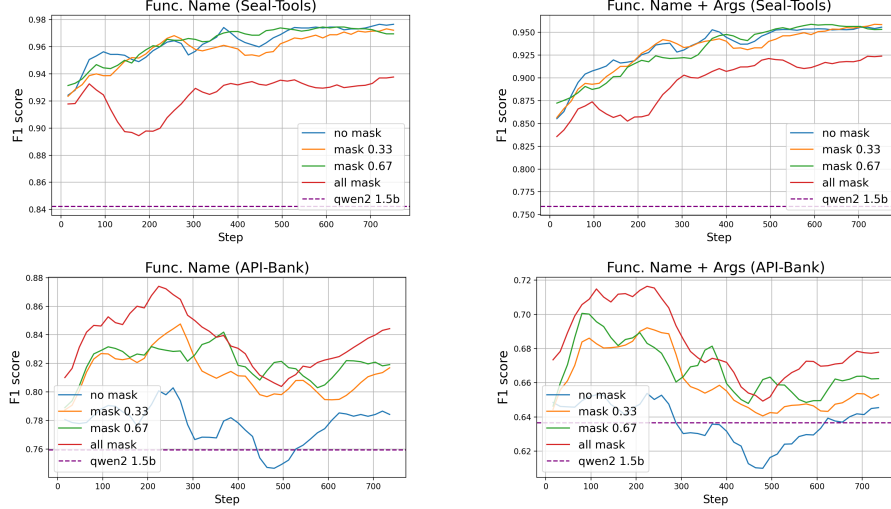 Func. Name (Seal-Tools)
F1 score
0.98
0.96
0.94
0.92
0.90
0.88
0.86
0.84
no mask
mask 0.33
mask 0.67
all mask
qwen2 1.5b
0 100 200 300 400 500 600 700
Step
Func. Name + Args (Seal-Tools)
F1 score
0.950
0.925
0.900
0.875
0.850
0.825
0.800
0.775
0.750
no mask
mask 0.33
mask 0.67
all mask
qwen2 1.5b
0 100 200 300 400 500 600 700
Step
Func. Name (API-Bank)
F1 score
0.88
0.86
0.84
0.82
0.80
0.78
0.76
no mask
mask 0.33
mask 0.67
all mask
qwen2 1.5b
0 100 200 300 400 500 600 700
Step
Func. Name + Args (API-Bank)
F1 score
0.72
0.70
0.68
0.66
0.64
0.62
no mask
mask 0.33
mask 0.67
all mask
qwen2 1.5b
0 100 200 300 400 500 600 700
Step